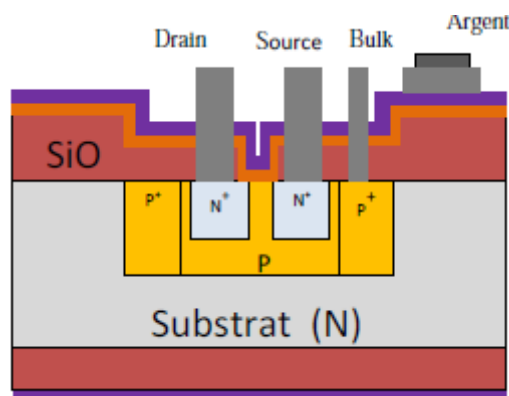 Argent
Drain Source Bulk
SiO
P+ N+ N+ P+
P
Substrat (N)